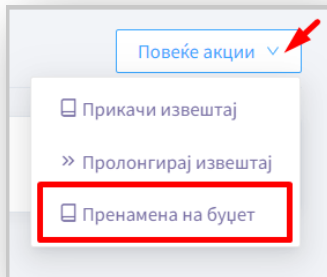 Повеќе акции
Прикачи извештај
Пролонгирај извештај
Пренамена на буџет